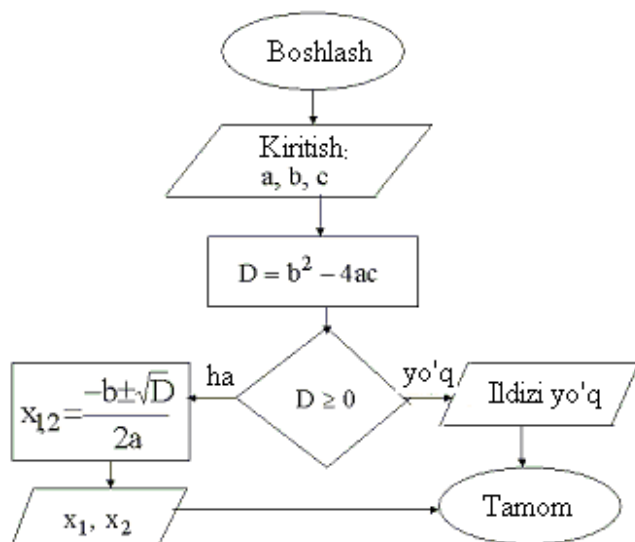 Boshlash
Kiritish:
a, b, c
D = b² − 4ac
ha
D ≥ 0
yo'q
x₁,₂ = (−b±√D)/2a
Ildizi yo'q
x₁, x₂
Tamom